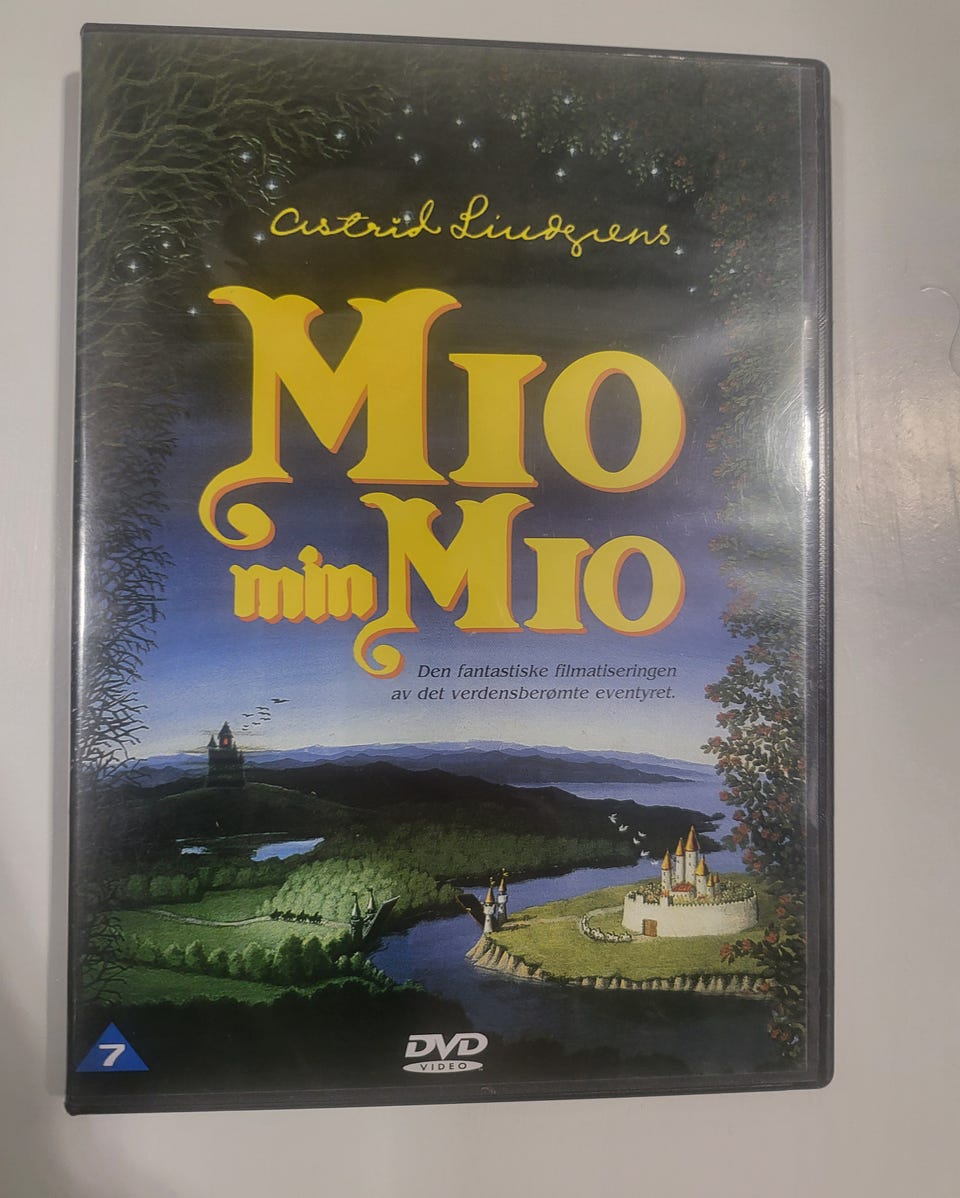 Astrid Lindgrens
MIO
min MIO
Den fantastiske filmatiseringen
av det verdensberømte eventyret.
7
DVD
VIDEO